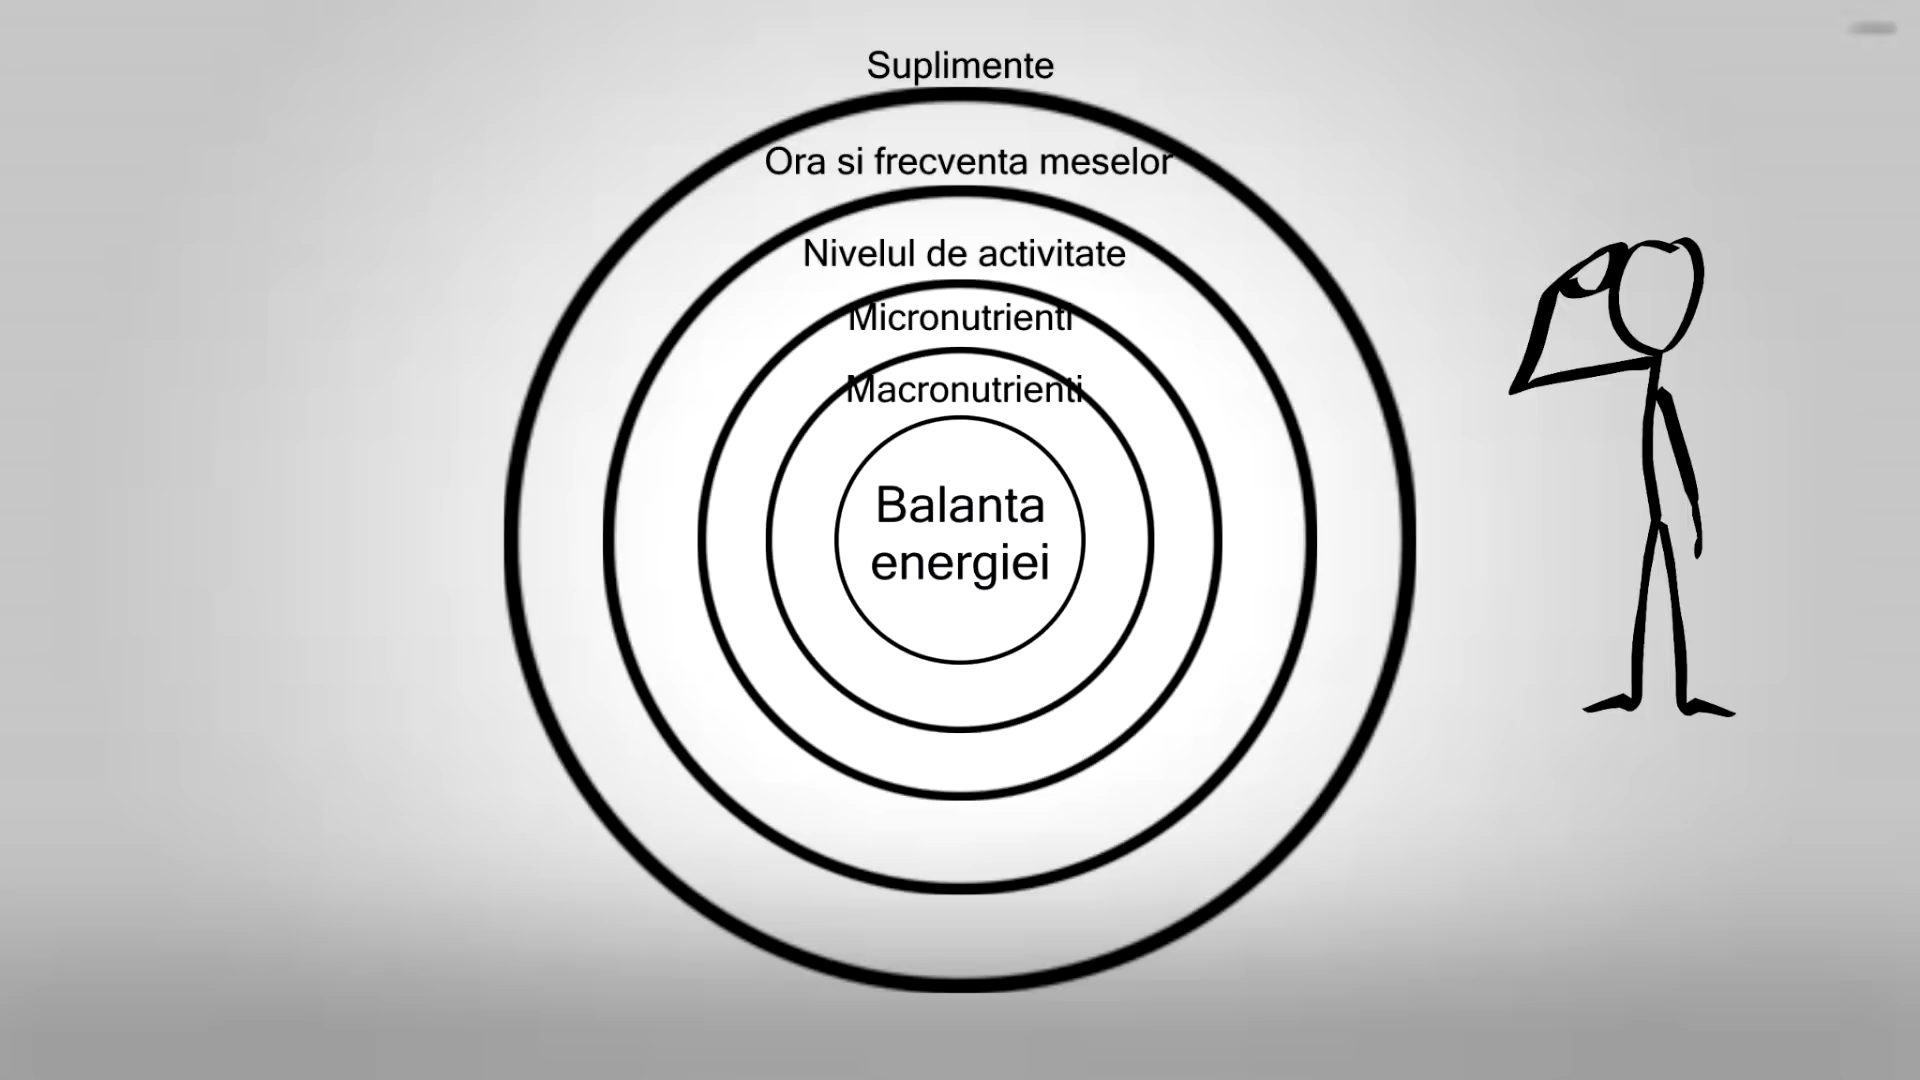 Suplimente
Ora si frecventa meselor
Nivelul de activitate
Micronutrienti
Macronutrienti
Balanta
energiei